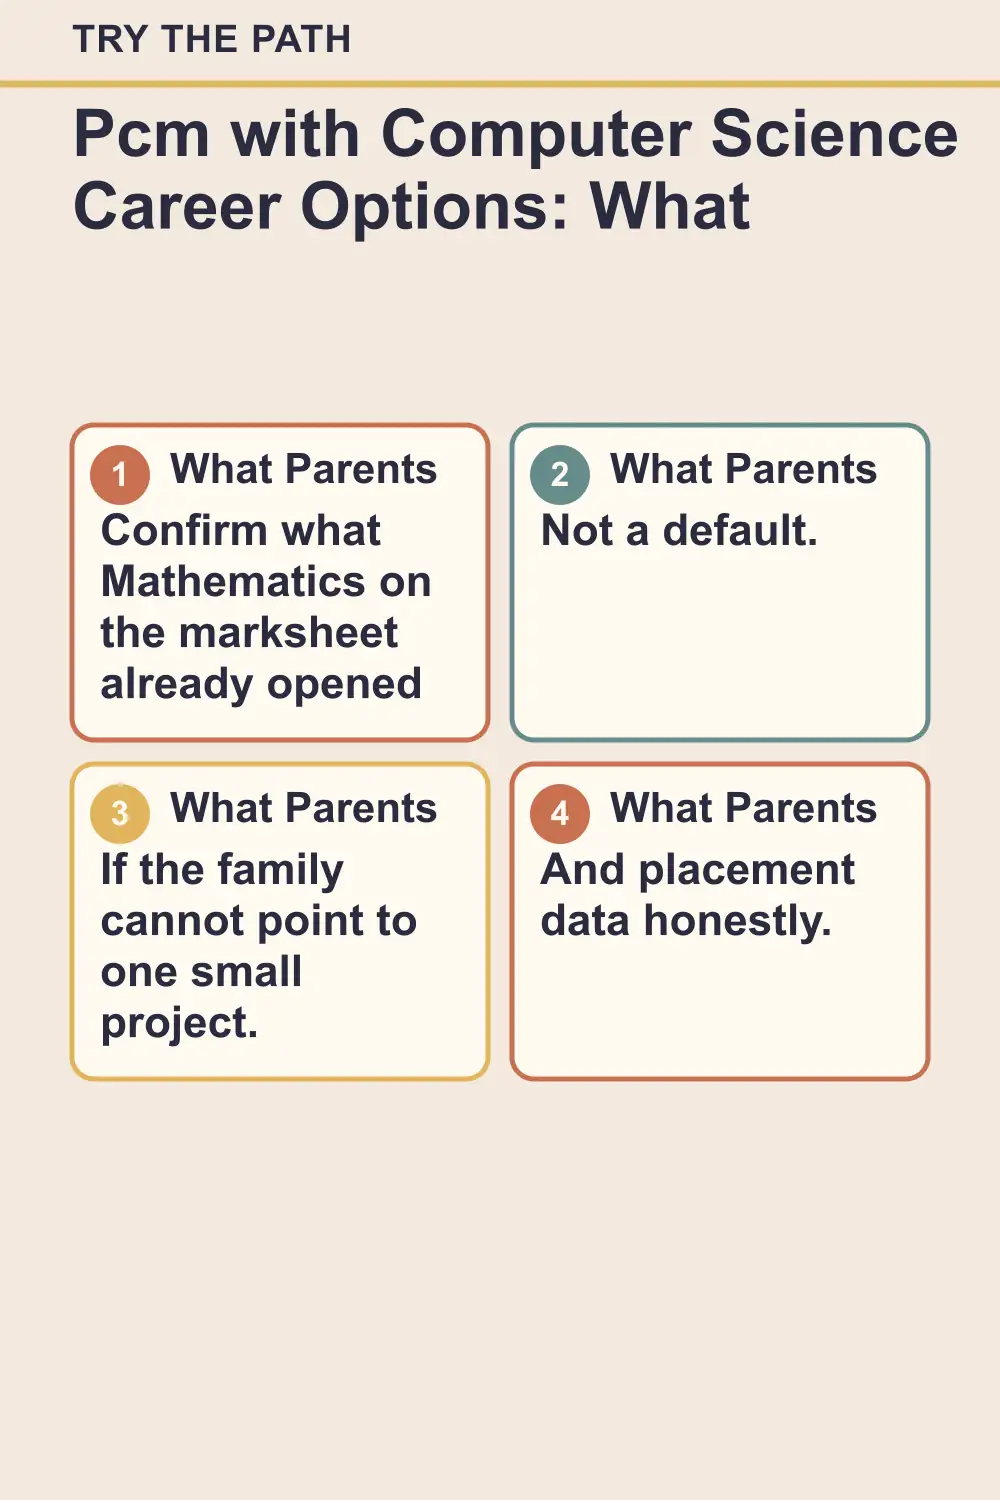 TRY THE PATH
Pcm with Computer Science
Career Options: What
1 What Parents
Confirm what
Mathematics on
the marksheet
already opened
2 What Parents
Not a default.
3 What Parents
If the family
cannot point to
one small
project.
4 What Parents
And placement
data honestly.